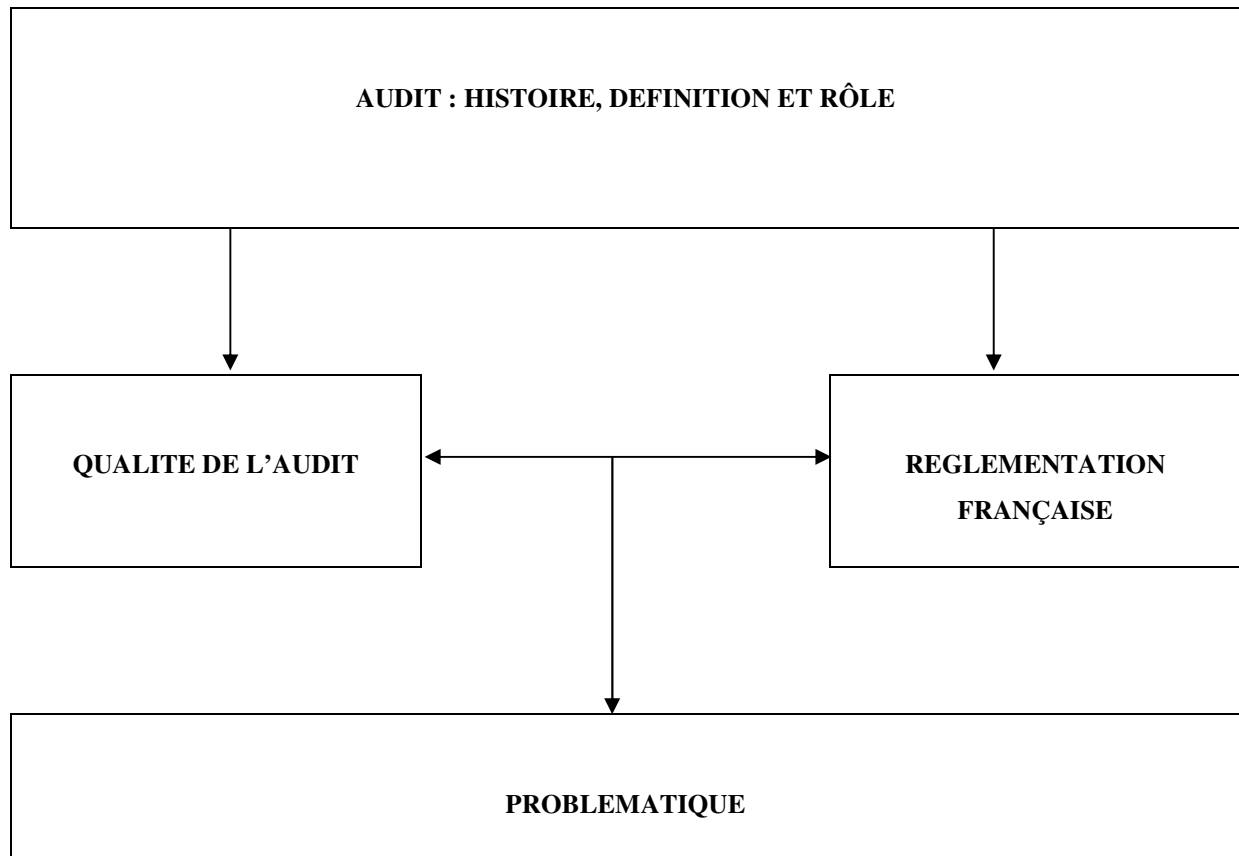 AUDIT : HISTOIRE, DEFINITION ET RÔLE
QUALITE DE L’AUDIT
REGLEMENTATION
FRANÇAISE
PROBLEMATIQUE